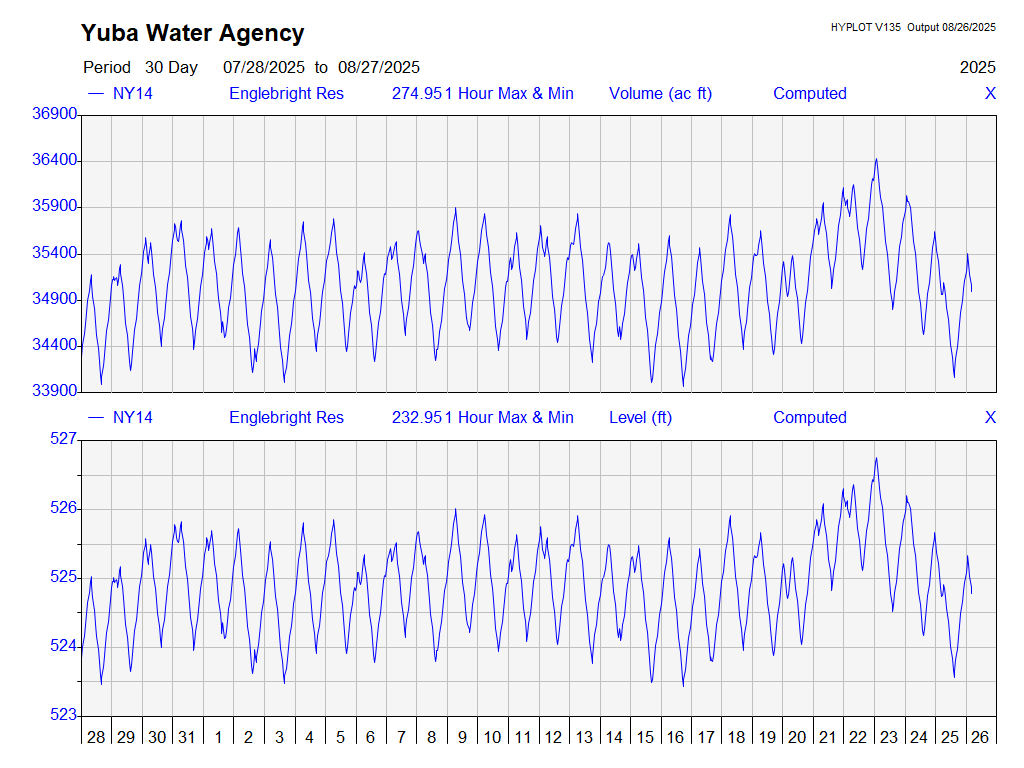 Yuba Water Agency
HYPLOT V135 Output 08/26/2025
Period 30 Day 07/28/2025 to 08/27/2025
2025
NY14 Englebright Res 274.951 Hour Max & Min Volume (ac ft) Computed X
36900
36400
35900
35400
34900
34400
33900
NY14 Englebright Res 232.951 Hour Max & Min Level (ft) Computed X
527
526
525
524
523
28 29 30 31 1 2 3 4 5 6 7 8 9 10 11 12 13 14 15 16 17 18 19 20 21 22 23 24 25 26